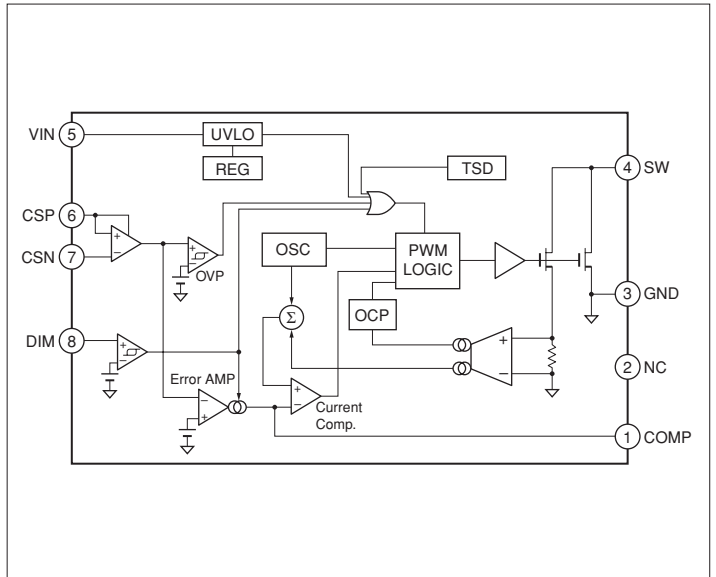 VIN 5 UVLO 4 SW
REG TSD
CSP 6
+
−
CSN 7
+
−
OVP
OSC
PWM
LOGIC
3 GND
OCP
Σ
DIM 8
+
−
+
−
2 NC
Error AMP
−
+
+
−
Current
Comp.
1 COMP